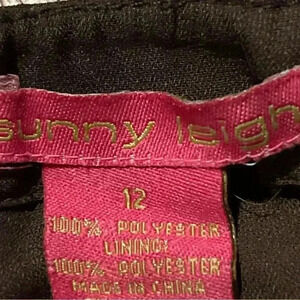 sunny leigh
12
100% POLYESTER
LINING:
100% POLYESTER
MADE IN CHINA